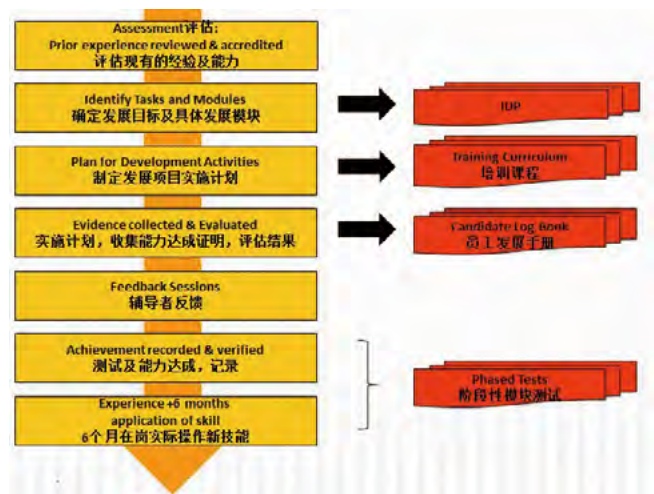 Assessment评估:
Prior experience reviewed & accredited
评估现有的经验及能力
Identify Tasks and Modules
确定发展目标及具体发展模块
IDP
Plan for Development Activities
制定发展项目实施计划
Training Curriculum
培训课程
Evidence collected & Evaluated
实施计划，收集能力达成证明，评估结果
Candidate Log Book
员工发展手册
Feedback Sessions
辅导者反馈
Achievement recorded & verified
测试及能力达成，记录
Experience +6 months
application of skill
6个月在岗实际操作新技能
Phased Tests
阶段性模块测试